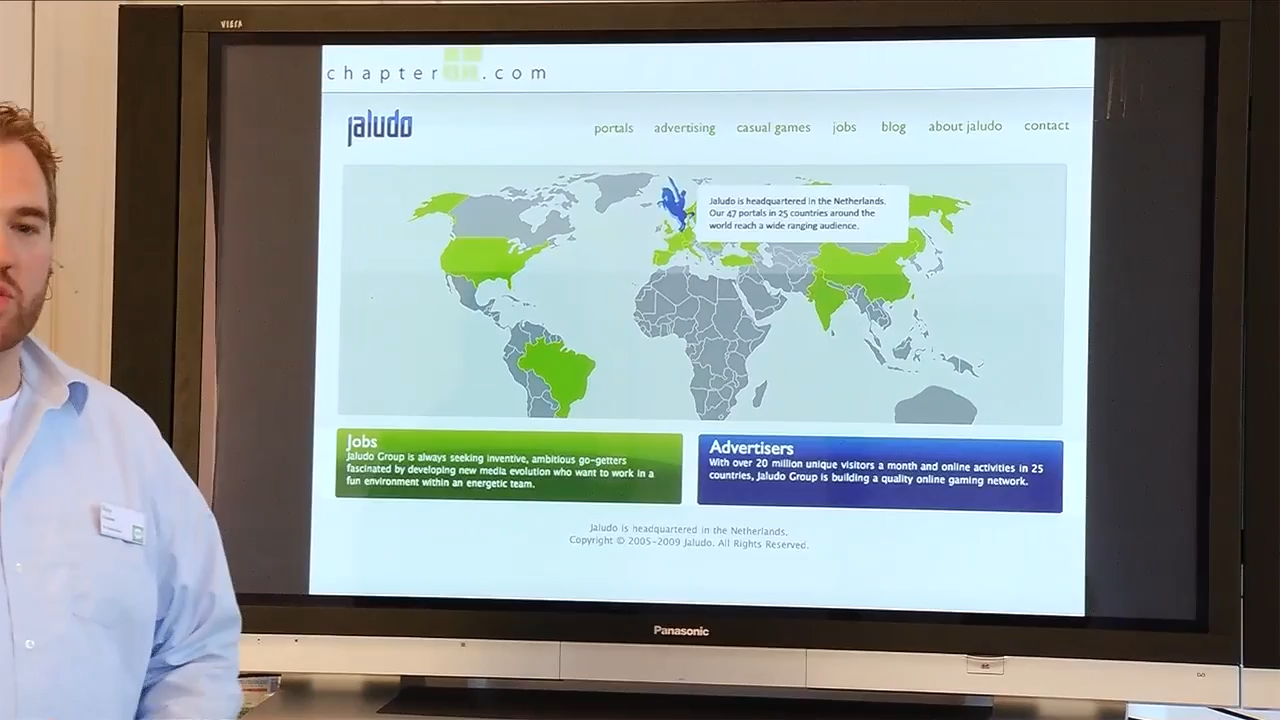 VIERA
chapter .com
jaludo
portals advertising casual games jobs blog about jaludo contact
Jaludo is headquartered in the Netherlands.
Our 47 portals in 25 countries around the
world reach a wide ranging audience.
Jobs
Jaludo Group is always seeking inventive, ambitious go-getters
fascinated by developing new media evolution who want to work in a
fun environment within an energetic team.
Advertisers
With over 20 million unique visitors a month and online activities in 25
countries, Jaludo Group is building a quality online gaming network.
Jaludo is headquartered in the Netherlands.
Copyright © 2005-2009 Jaludo. All Rights Reserved.
Panasonic